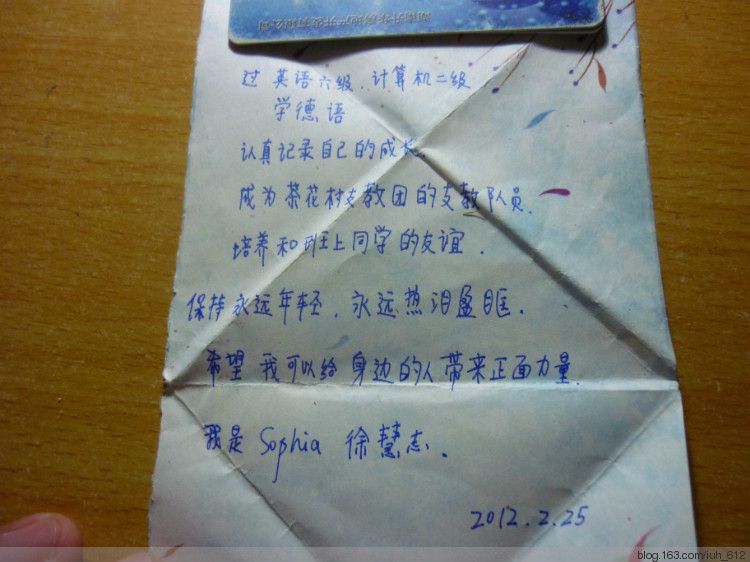 过 英语六级、计算机二级
学德语
认真记录自己的成长.
成为茶花村支教团的支教队员.
培养和班上同学的友谊.
保持永远年轻,永远热泪盈眶.
希望我可以给身边的人带来正面力量.
我是 Sophia 徐慧志.
2012.2.25
blog.163.com/iuh_612